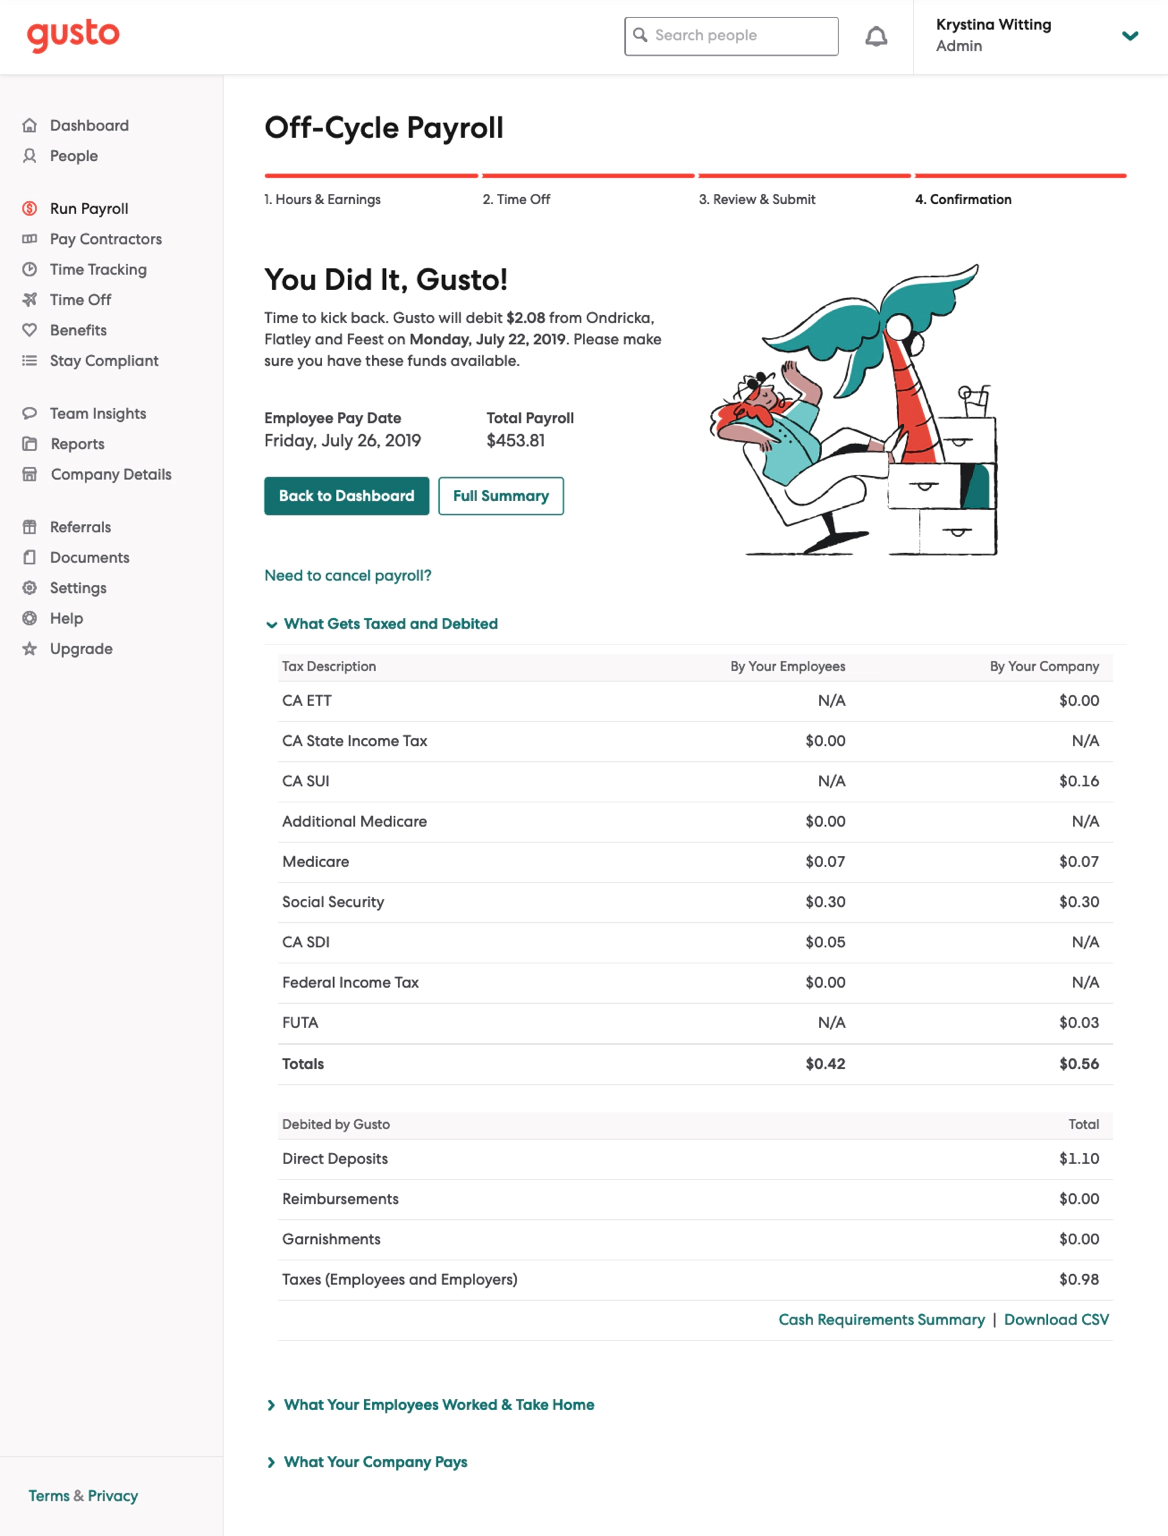 gusto
Search people
Krystina Witting
Admin
Dashboard
People
Run Payroll
Pay Contractors
Time Tracking
Time Off
Benefits
Stay Compliant
Team Insights
Reports
Company Details
Referrals
Documents
Settings
Help
Upgrade
Terms & Privacy
Off-Cycle Payroll
1. Hours & Earnings 2. Time Off 3. Review & Submit 4. Confirmation
You Did It, Gusto!
Time to kick back. Gusto will debit $2.08 from Ondricka,
Flatley and Feest on Monday, July 22, 2019. Please make
sure you have these funds available.
Employee Pay Date Total Payroll
Friday, July 26, 2019 $453.81
Back to Dashboard Full Summary
Need to cancel payroll?
What Gets Taxed and Debited
Tax Description By Your Employees By Your Company
CA ETT N/A $0.00
CA State Income Tax $0.00 N/A
CA SUI N/A $0.16
Additional Medicare $0.00 N/A
Medicare $0.07 $0.07
Social Security $0.30 $0.30
CA SDI $0.05 N/A
Federal Income Tax $0.00 N/A
FUTA N/A $0.03
Totals $0.42 $0.56
Debited by Gusto Total
Direct Deposits $1.10
Reimbursements $0.00
Garnishments $0.00
Taxes (Employees and Employers) $0.98
Cash Requirements Summary | Download CSV
What Your Employees Worked & Take Home
What Your Company Pays